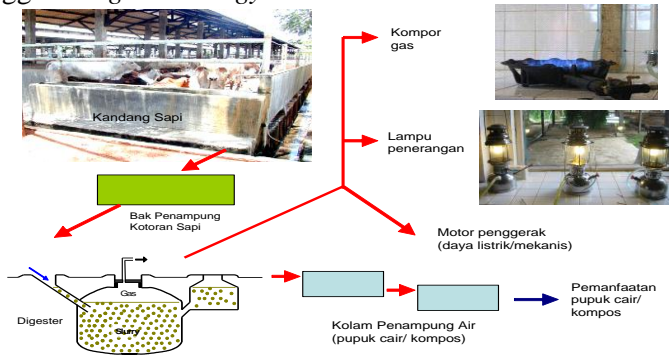 Kompor
gas
Kandang Sapi
Lampu
penerangan
Bak Penampung
Kotoran Sapi
Motor penggerak
(daya listrik/mekanis)
Gas
Digester
Slurry
Kolam Penampung Air
(pupuk cair/ kompos)
Pemanfaatan
pupuk cair/
kompos